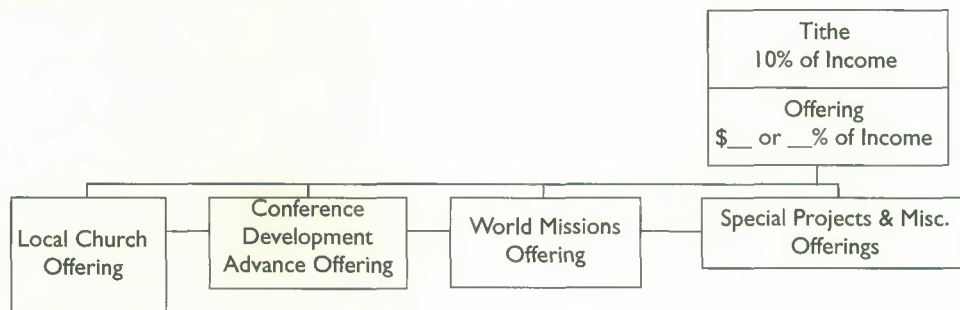 Tithe
10% of Income
Offering
$__ or __% of Income
Local Church
Offering
Conference
Development
Advance Offering
World Missions
Offering
Special Projects & Misc.
Offerings